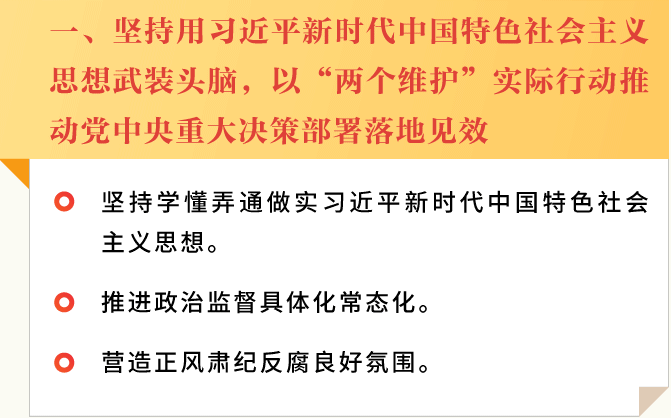 一、坚持用习近平新时代中国特色社会主义
思想武装头脑，以“两个维护”实际行动推
动党中央重大决策部署落地见效
坚持学懂弄通做实习近平新时代中国特色社会
主义思想。
推进政治监督具体化常态化。
营造正风肃纪反腐良好氛围。